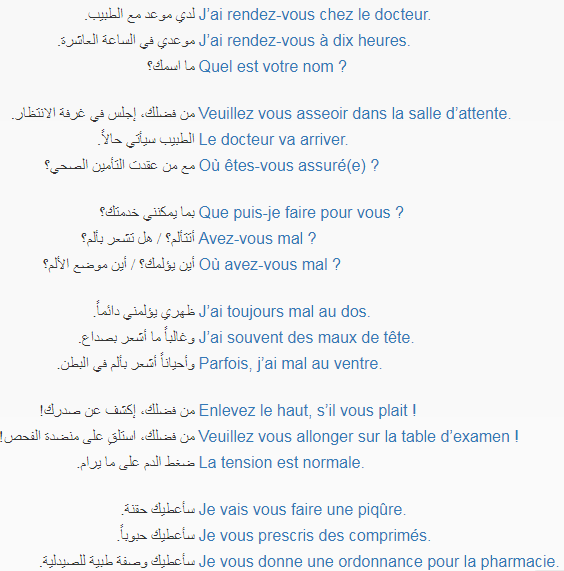 لدي موعد مع الطبيب. J’ai rendez-vous chez le docteur.
موعدي في الساعة العاشرة. J’ai rendez-vous à dix heures.
ما اسمك؟ Quel est votre nom ?
من فضلك، إجلس في غرفة الانتظار. Veuillez vous asseoir dans la salle d’attente.
الطبيب سيأتي حالاً. Le docteur va arriver.
مع من عقدت التأمين الصحي؟ Où êtes-vous assuré(e) ?
بما يمكنني خدمتك؟ Que puis-je faire pour vous ?
أتتألم؟ / هل تشعر بألم؟ Avez-vous mal ?
أين يؤلمك؟ / أين موضع الألم؟ Où avez-vous mal ?
ظهري يؤلمني دائماً. J’ai toujours mal au dos.
وغالباً ما أشعر بصداع. J’ai souvent des maux de tête.
وأحياناً أشعر بألم في البطن. Parfois, j’ai mal au ventre.
من فضلك، إكشف عن صدرك! Enlevez le haut, s’il vous plait !
من فضلك، استلقِ على منضدة الفحص! Veuillez vous allonger sur la table d’examen !
ضغط الدم على ما يرام. La tension est normale.
سأعطيك حقنة. Je vais vous faire une piqûre.
سأعطيك حبوباً. Je vous prescris des comprimés.
سأعطيك وصفة طبية للصيدلية. Je vous donne une ordonnance pour la pharmacie.